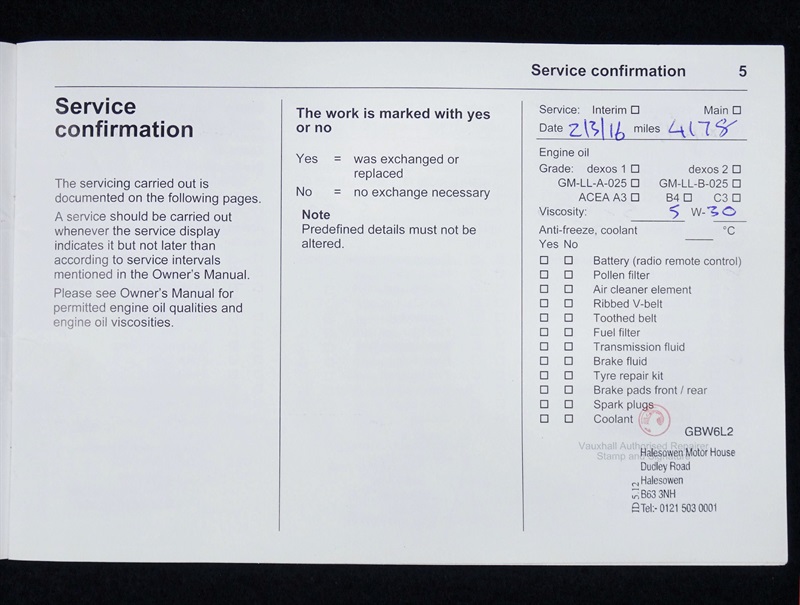 Service confirmation 5
Service
confirmation
The servicing carried out is
documented on the following pages.
A service should be carried out
whenever the service display
indicates it but not later than
according to service intervals
mentioned in the Owner's Manual.
Please see Owner's Manual for
permitted engine oil qualities and
engine oil viscosities.
The work is marked with yes
or no
Yes = was exchanged or
replaced
No = no exchange necessary
Note
Predefined details must not be
altered.
Service: Interim ☐ Main ☐
Date 2/3/16 miles 4178
Engine oil
Grade: dexos 1 ☐ dexos 2 ☐
GM-LL-A-025 ☐ GM-LL-B-025 ☐
ACEA A3 ☐ B4 ☐ C3 ☐
Viscosity: 5 W-30
Anti-freeze, coolant °C
Yes No
☐ ☐ Battery (radio remote control)
☐ ☐ Pollen filter
☐ ☐ Air cleaner element
☐ ☐ Ribbed V-belt
☐ ☐ Toothed belt
☐ ☐ Fuel filter
☐ ☐ Transmission fluid
☐ ☐ Brake fluid
☐ ☐ Tyre repair kit
☐ ☐ Brake pads front / rear
☐ ☐ Spark plugs
☐ ☐ Coolant
GBW6L2
Vauxhall Authorised Repairer
Stamp and
Halesowen Motor House
Dudley Road
Halesowen
B63 3NH
Tel:- 0121 503 0001